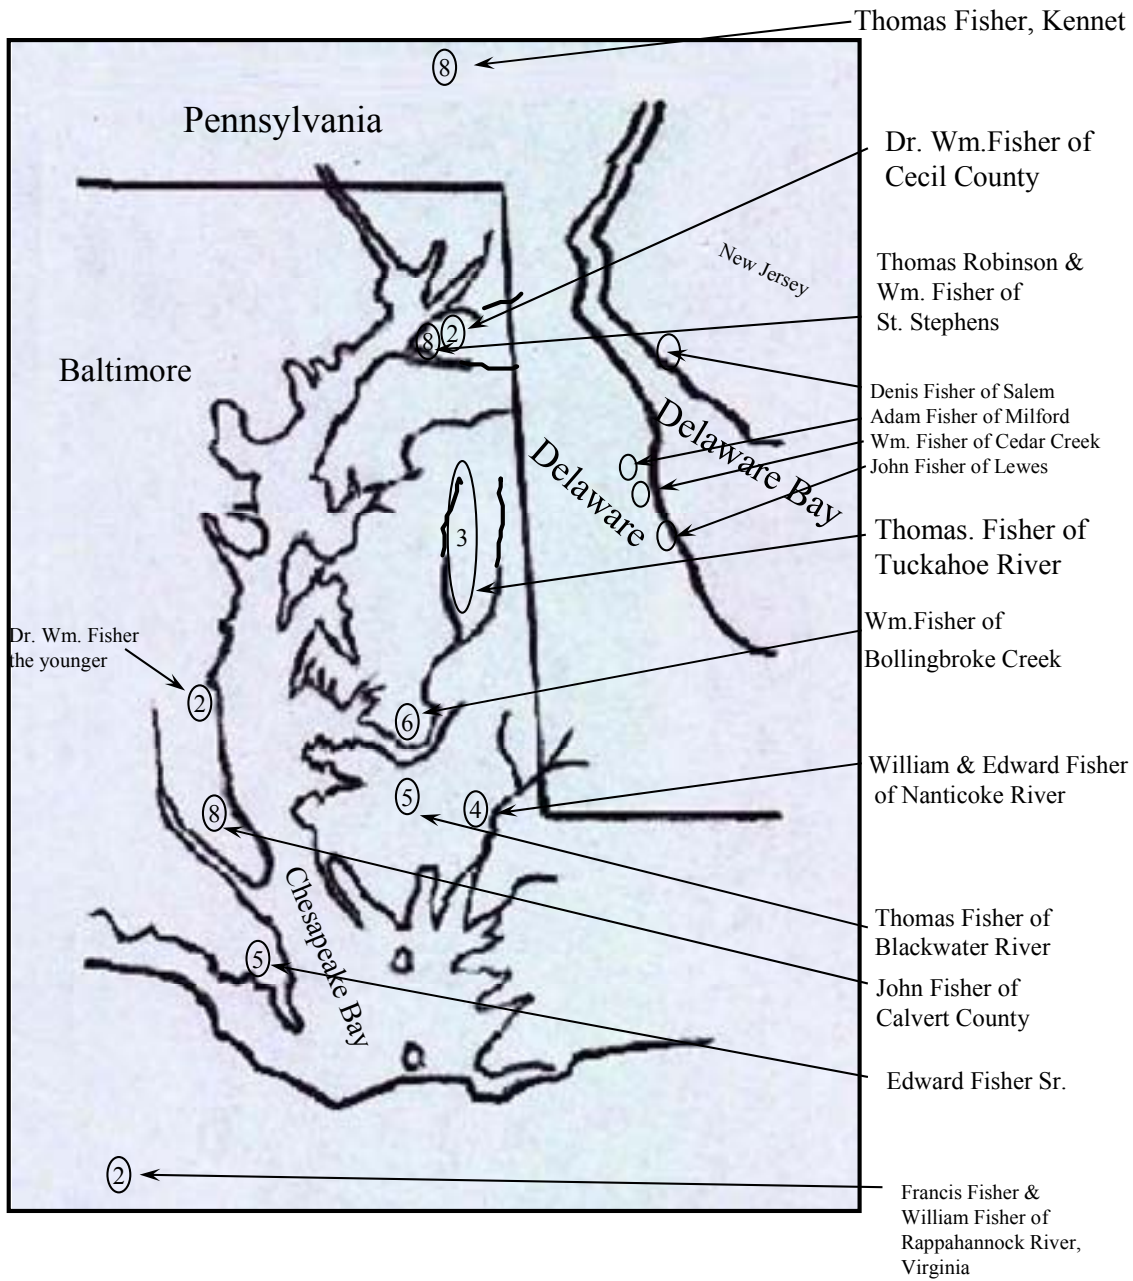 Thomas Fisher, Kennet
8
Pennsylvania
Dr. Wm.Fisher of
Cecil County
New Jersey
Thomas Robinson &
Wm. Fisher of
St. Stephens
2
8
Baltimore
Denis Fisher of Salem
Adam Fisher of Milford
Wm. Fisher of Cedar Creek
John Fisher of Lewes
Delaware Bay
Delaware
3
Thomas. Fisher of
Tuckahoe River
Dr. Wm. Fisher
the younger
Wm.Fisher of
Bollingbroke Creek
2
6
William & Edward Fisher
of Nanticoke River
5
4
8
Chesapeake Bay
Thomas Fisher of
Blackwater River
5
John Fisher of
Calvert County
Edward Fisher Sr.
2
Francis Fisher &
William Fisher of
Rappahannock River,
Virginia